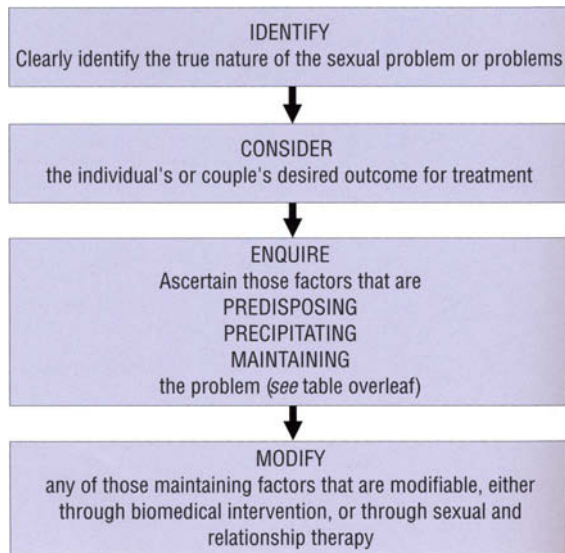 IDENTIFY
Clearly identify the true nature of the sexual problem or problems
CONSIDER
the individual's or couple's desired outcome for treatment
ENQUIRE
Ascertain those factors that are
PREDISPOSING
PRECIPITATING
MAINTAINING
the problem (see table overleaf)
MODIFY
any of those maintaining factors that are modifiable, either
through biomedical intervention, or through sexual and
relationship therapy